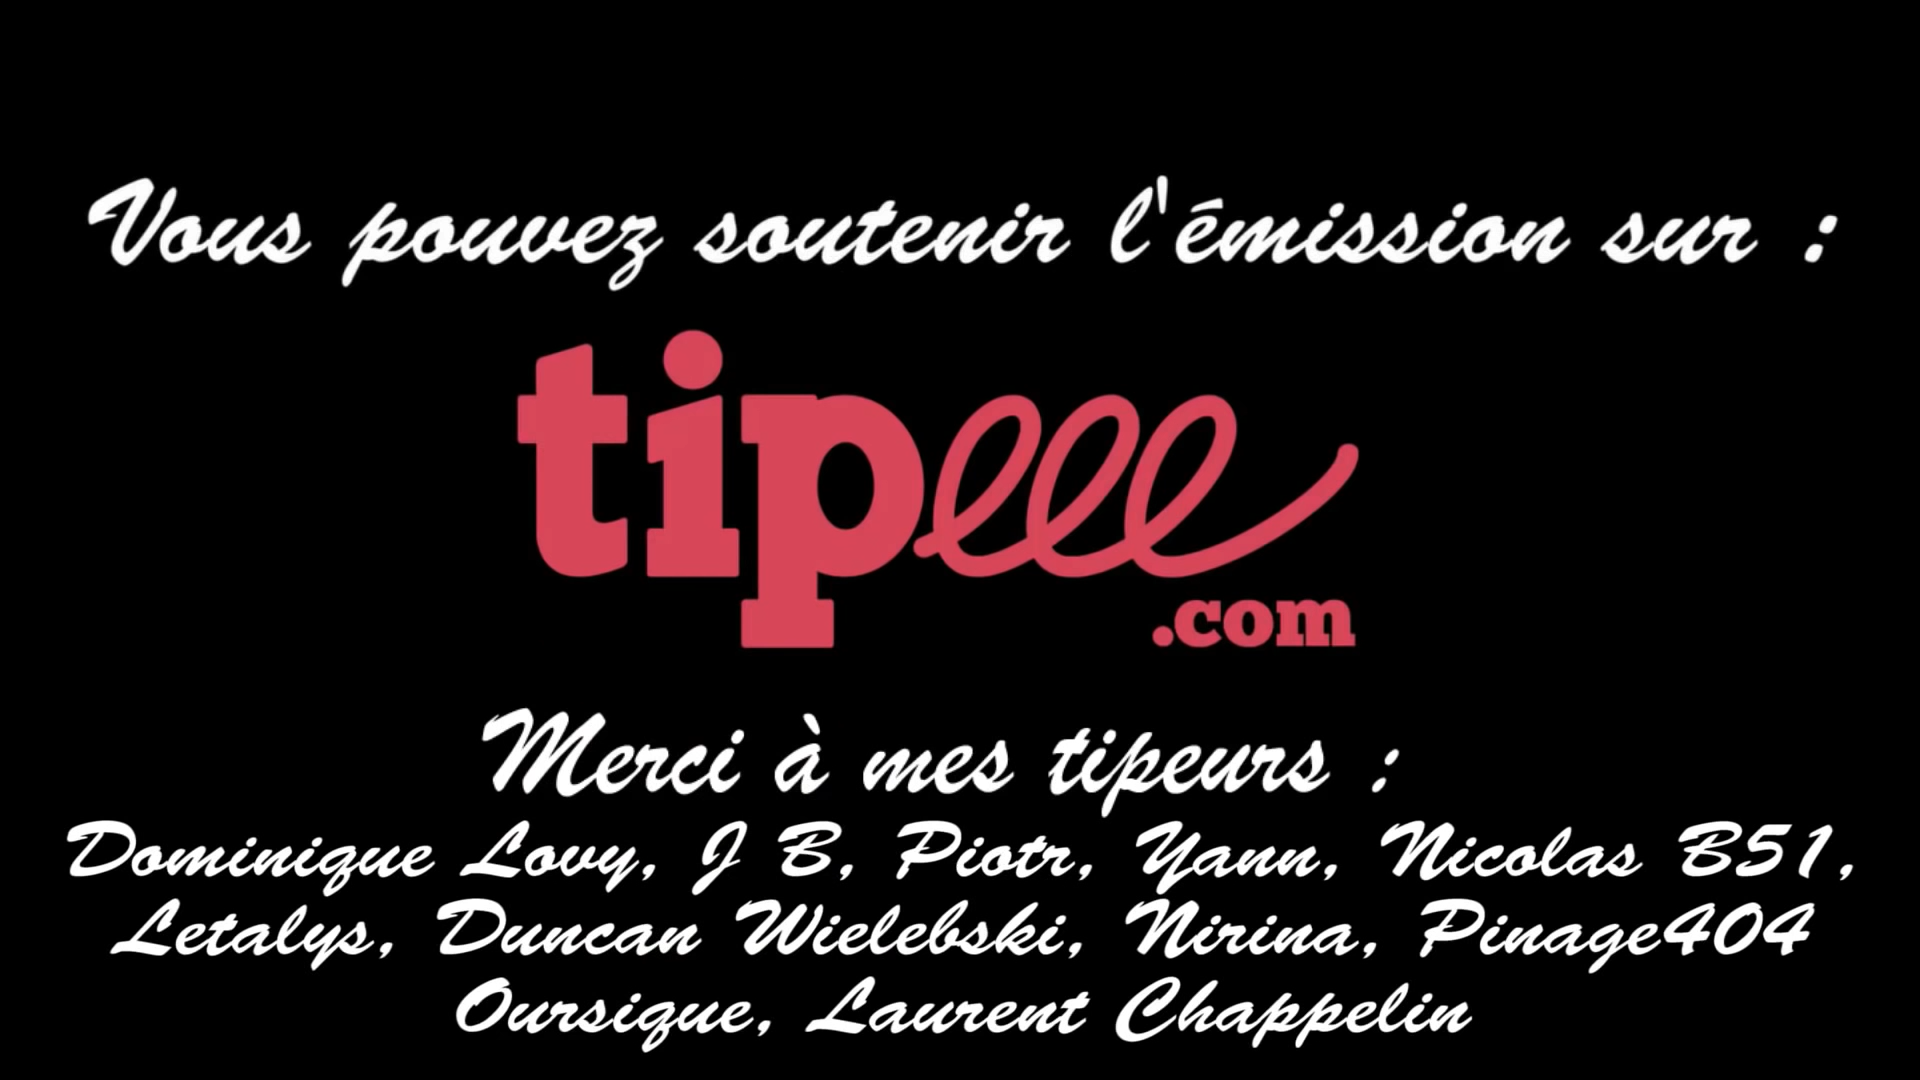 Vous pouvez soutenir l'émission sur :
tipeee
.com
Merci à mes tipeurs :
Dominique Lovy, J B, Piotr, Yann, Nicolas B51,
Letalys, Duncan Wielebski, Nirina, Pinage404
Oursique, Laurent Chappelin